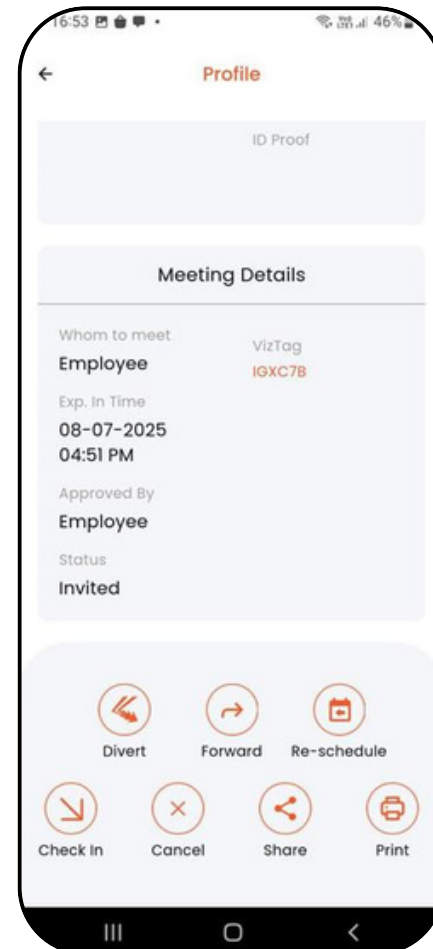 16:53
46%
Profile
ID Proof
Meeting Details
Whom to meet
Employee
VizTag
IGXC7B
Exp. In Time
08-07-2025
04:51 PM
Approved By
Employee
Status
Invited
Divert
Forward
Re-schedule
Check In
Cancel
Share
Print